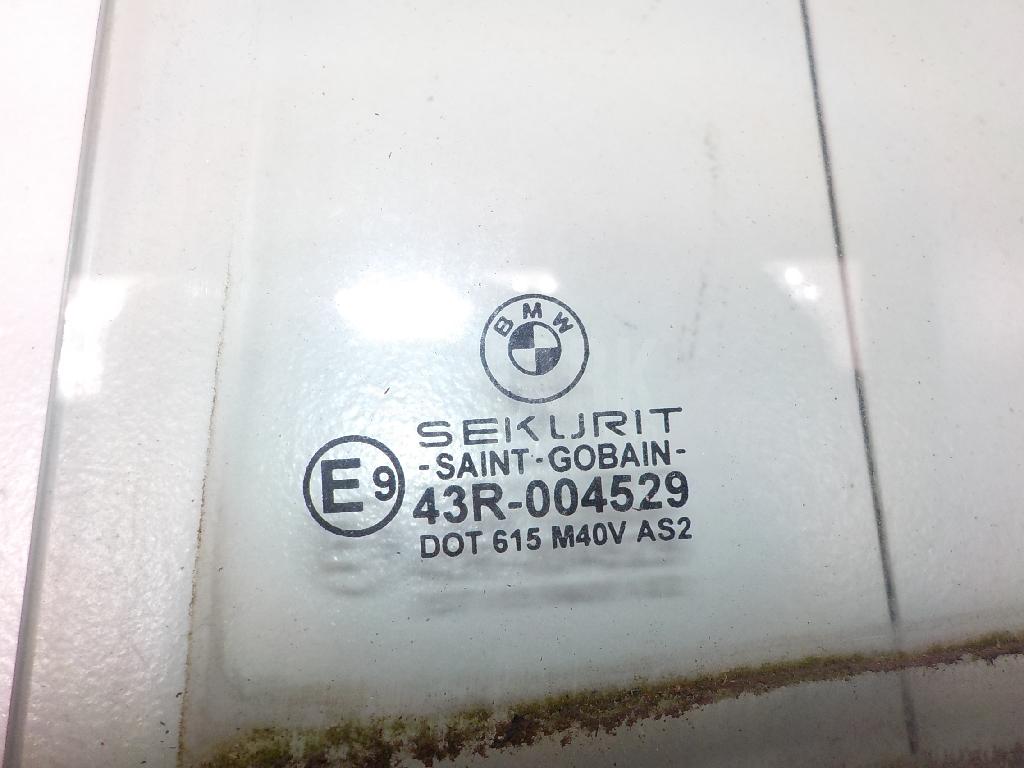 BMW
SEKURIT
-SAINT-GOBAIN-
E9
43R-004529
DOT 615 M40V AS2